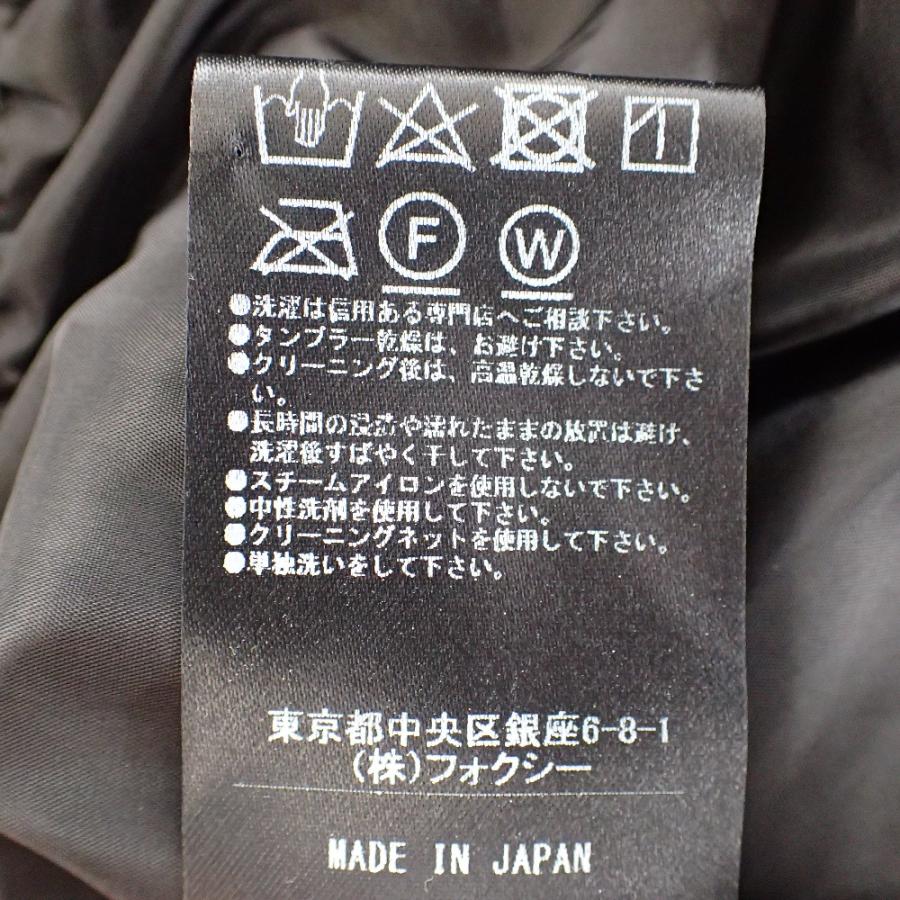 F W
●洗濯は信用ある専門店へご相談下さい。
●タンブラー乾燥は、お避け下さい。
●クリーニング後は、高温乾燥しないで下さ
い。
●長時間の浸漬や濡れたままの放置は避け、
洗濯後すばやく干して下さい。
●スチームアイロンを使用しないで下さい。
●中性洗剤を使用して下さい。
●クリーニングネットを使用して下さい。
●単独洗いをして下さい。
東京都中央区銀座6-8-1
(株)フォクシー
MADE IN JAPAN